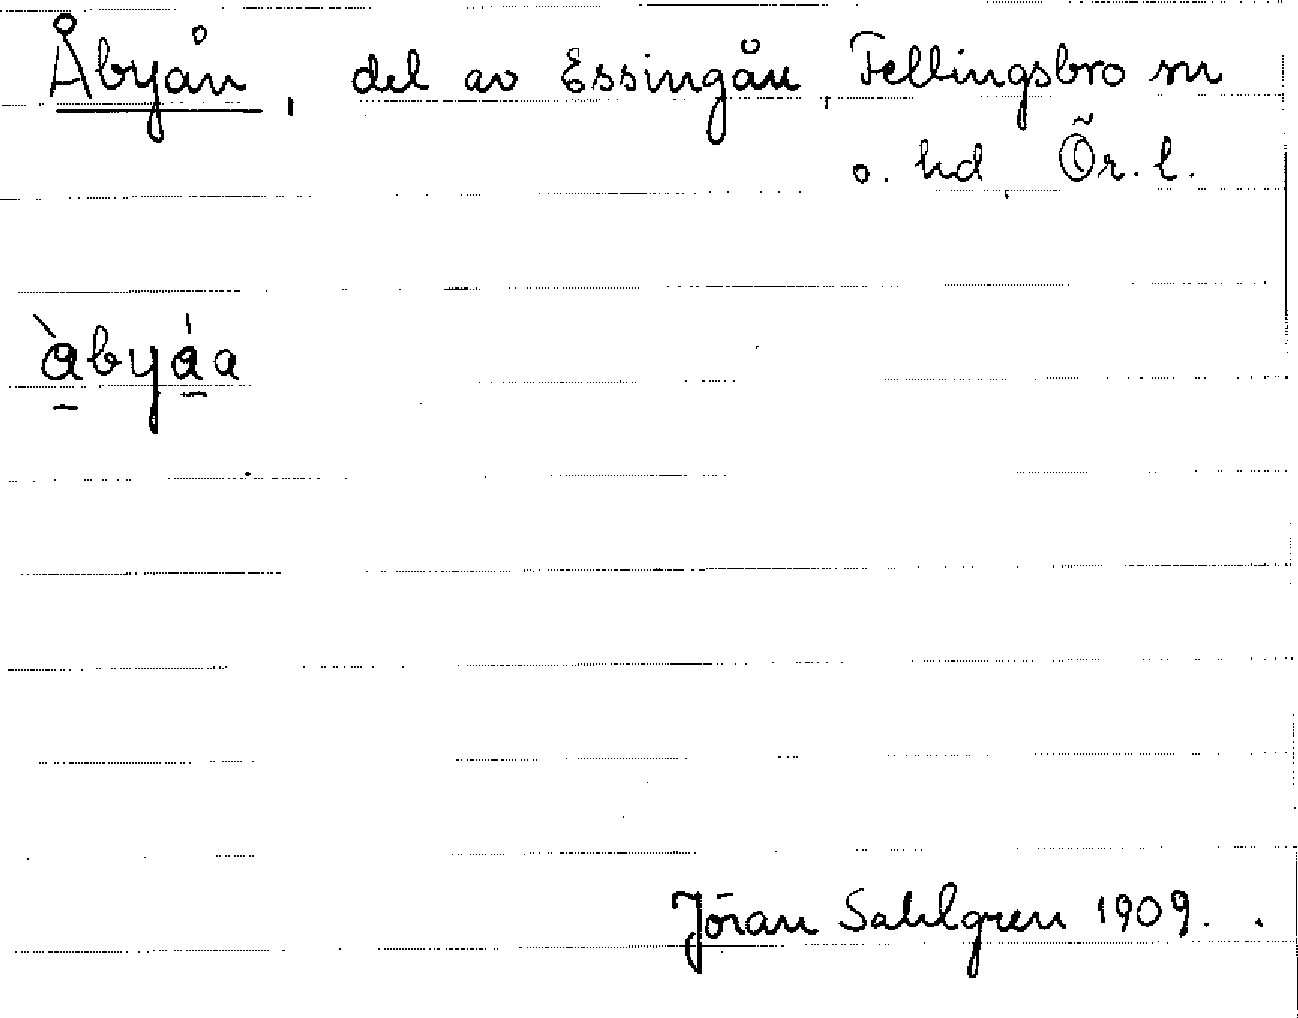 Åbyån, del av Essingån, Fellingsbro sn
o. hd, Ör. l.
àbyáa
Jöran Sahlgren 1909.